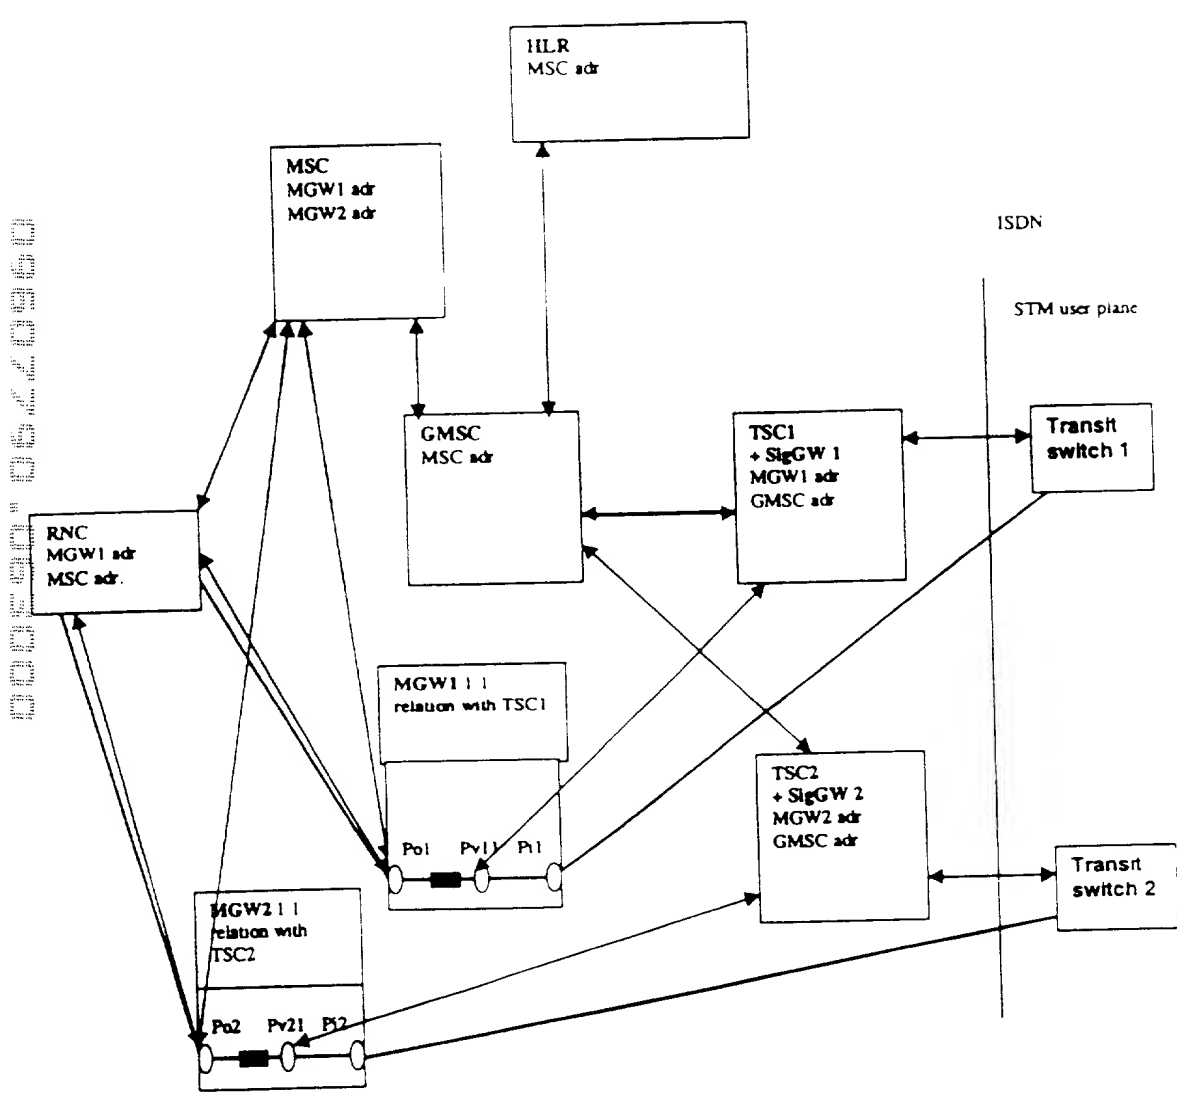 HLR
MSC adr
MSC
MGW1 adr
MGW2 adr
ISDN
STM user plane
GMSC
MSC adr
TSC1
+ SigGW 1
MGW1 adr
GMSC adr
Transit
switch 1
RNC
MGW1 adr
MSC adr.
MGW1 1 1
relation with TSC1
Po1 Pv11 Pi1
TSC2
+ SigGW 2
MGW2 adr
GMSC adr
Transit
switch 2
MGW2 1 1
relation with
TSC2
Po2 Pv21 Pi2